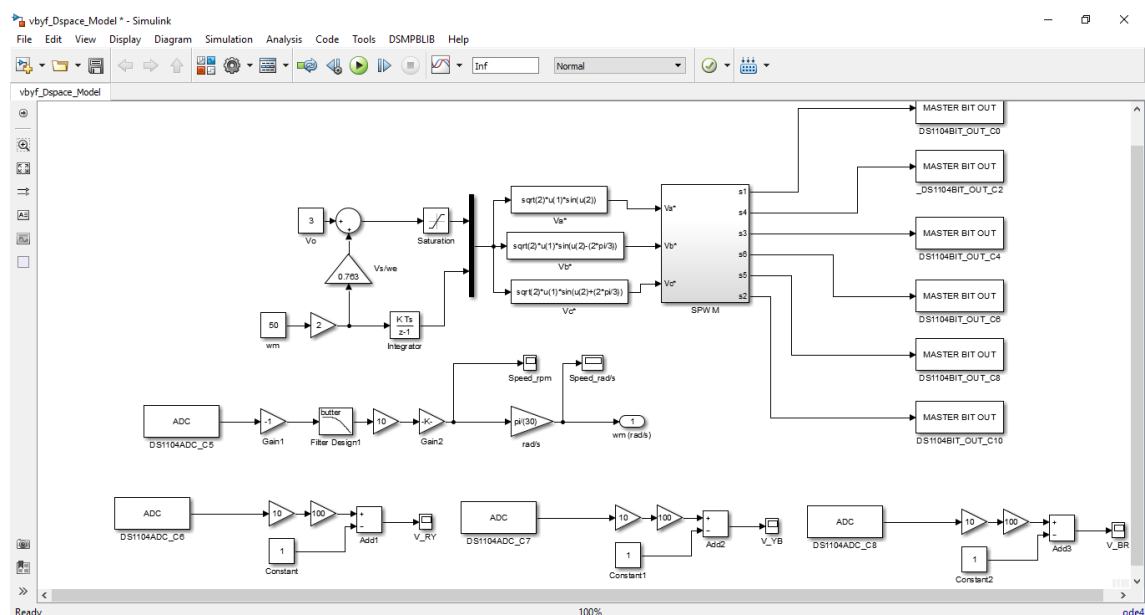 vbyf_Dspace_Model * - Simulink
File Edit View Display Diagram Simulation Analysis Code Tools DSMPBLIB Help
Inf
Normal
vbyf_Dspace_Model
MASTER BIT OUT
DS1104BIT_OUT_C0
MASTER BIT OUT
_DS1104BIT_OUT_C2
MASTER BIT OUT
DS1104BIT_OUT_C4
MASTER BIT OUT
DS1104BIT_OUT_C6
MASTER BIT OUT
DS1104BIT_OUT_C8
MASTER BIT OUT
DS1104BIT_OUT_C10
3
Vo
+
+
Saturation
0.763
Vs/we
50
wm
2
K Ts
z-1
Integrator
sqrt(2)*u(1)*sin(u(2))
Va*
sqrt(2)*u(1)*sin(u(2)-(2*pi/3))
Vb*
sqrt(2)*u(1)*sin(u(2)+(2*pi/3))
Vc*
Va*
Vb*
Vc*
s1
s4
s3
s6
s5
s2
SPWM
Speed_rpm
Speed_rad/s
ADC
DS1104ADC_C5
-1
Gain1
butter
Filter Design1
10
-K-
Gain2
pi/(30)
rad/s
1
wm (rad/s)
ADC
DS1104ADC_C6
10
100
1
Constant
+
−
Add1
V_RY
ADC
DS1104ADC_C7
10
100
1
Constant1
+
−
Add2
V_YB
ADC
DS1104ADC_C8
10
100
1
Constant2
+
−
Add3
V_BR
Ready
100%
ode4